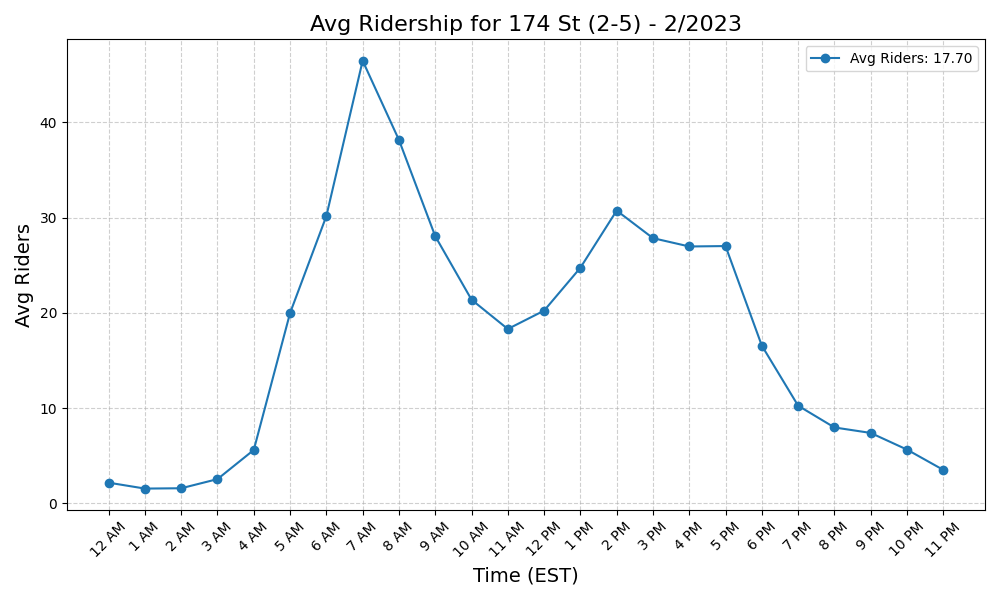 Avg Ridership for 174 St (2-5) - 2/2023
Avg Riders: 17.70
Avg Riders
40
30
20
10
0
12 AM
1 AM
2 AM
3 AM
4 AM
5 AM
6 AM
7 AM
8 AM
9 AM
10 AM
11 AM
12 PM
1 PM
2 PM
3 PM
4 PM
5 PM
6 PM
7 PM
8 PM
9 PM
10 PM
11 PM
Time (EST)